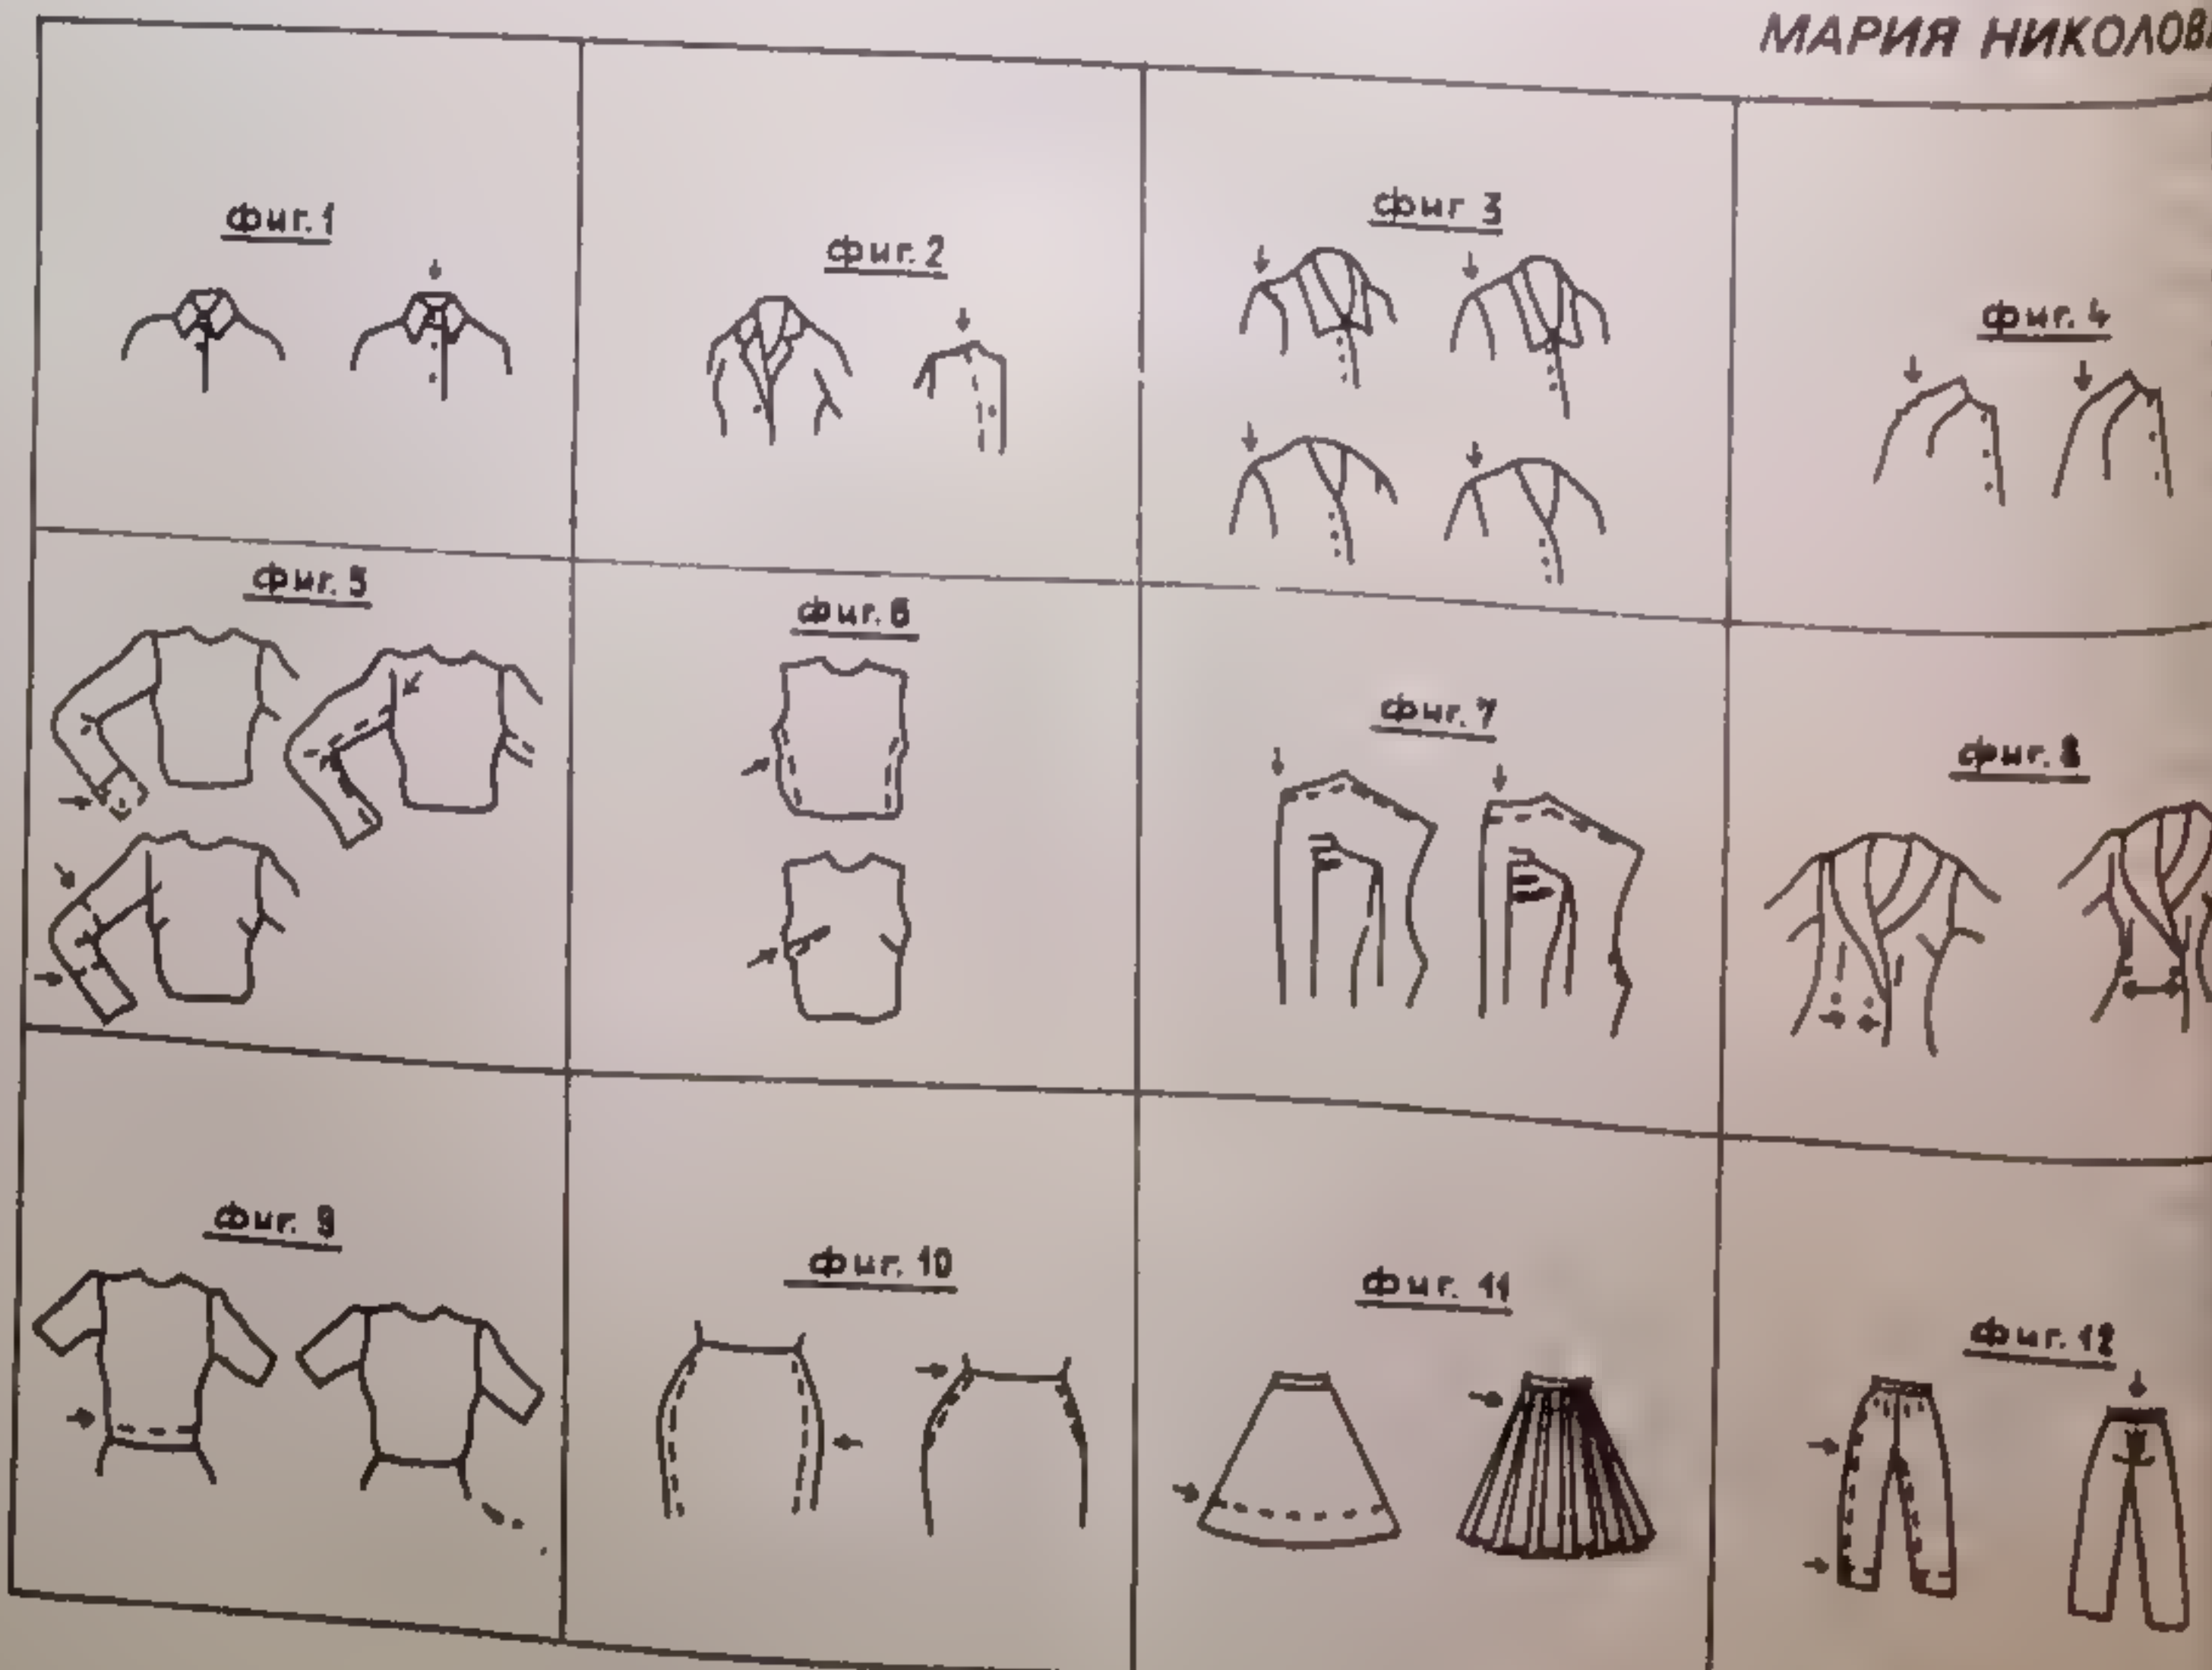 МАРИЯ НИКОЛОВ
фиг. 1
фиг. 2
фиг 3
фиг. 4
фиг. 5
фиг. 6
фиг. 7
фиг. 8
фиг. 9
фиг. 10
фиг. 11
фиг. 12